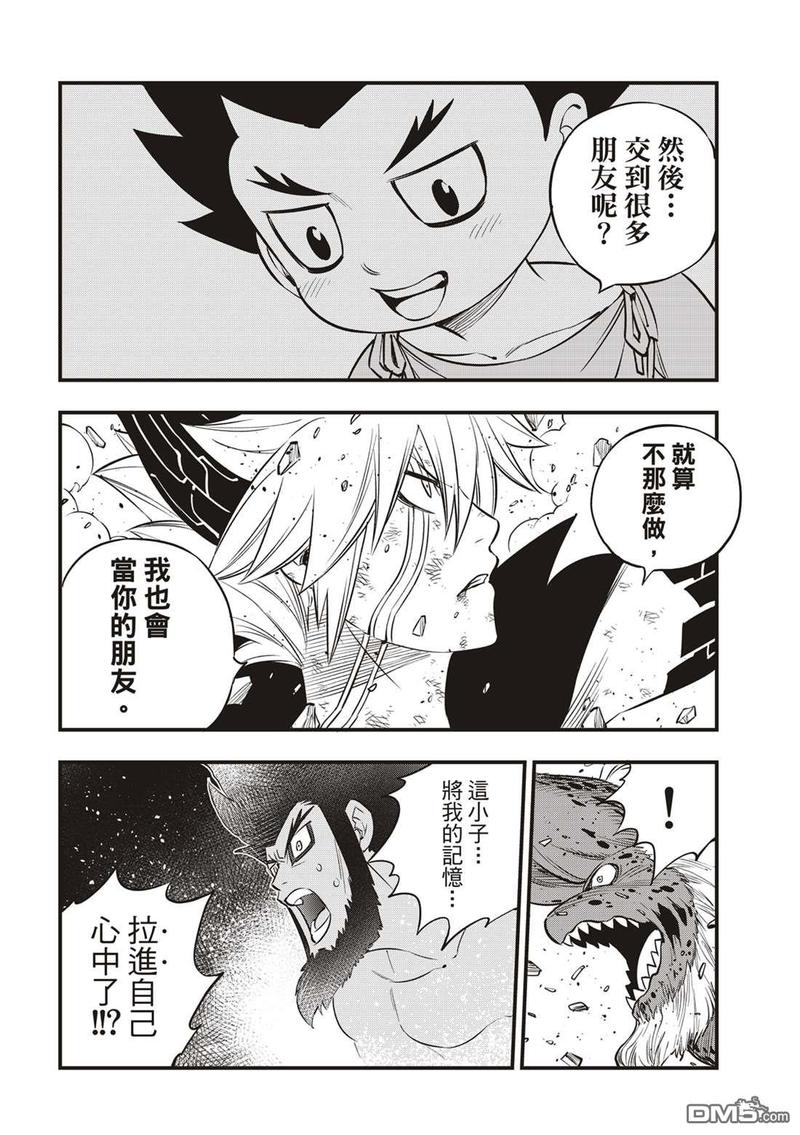 然後…
交到很多
朋友呢？
就算
不那麼做，
我也會
當你的朋友。
！
這小子…
將我的記憶…
拉進自己
心中了!!?
DM5.com